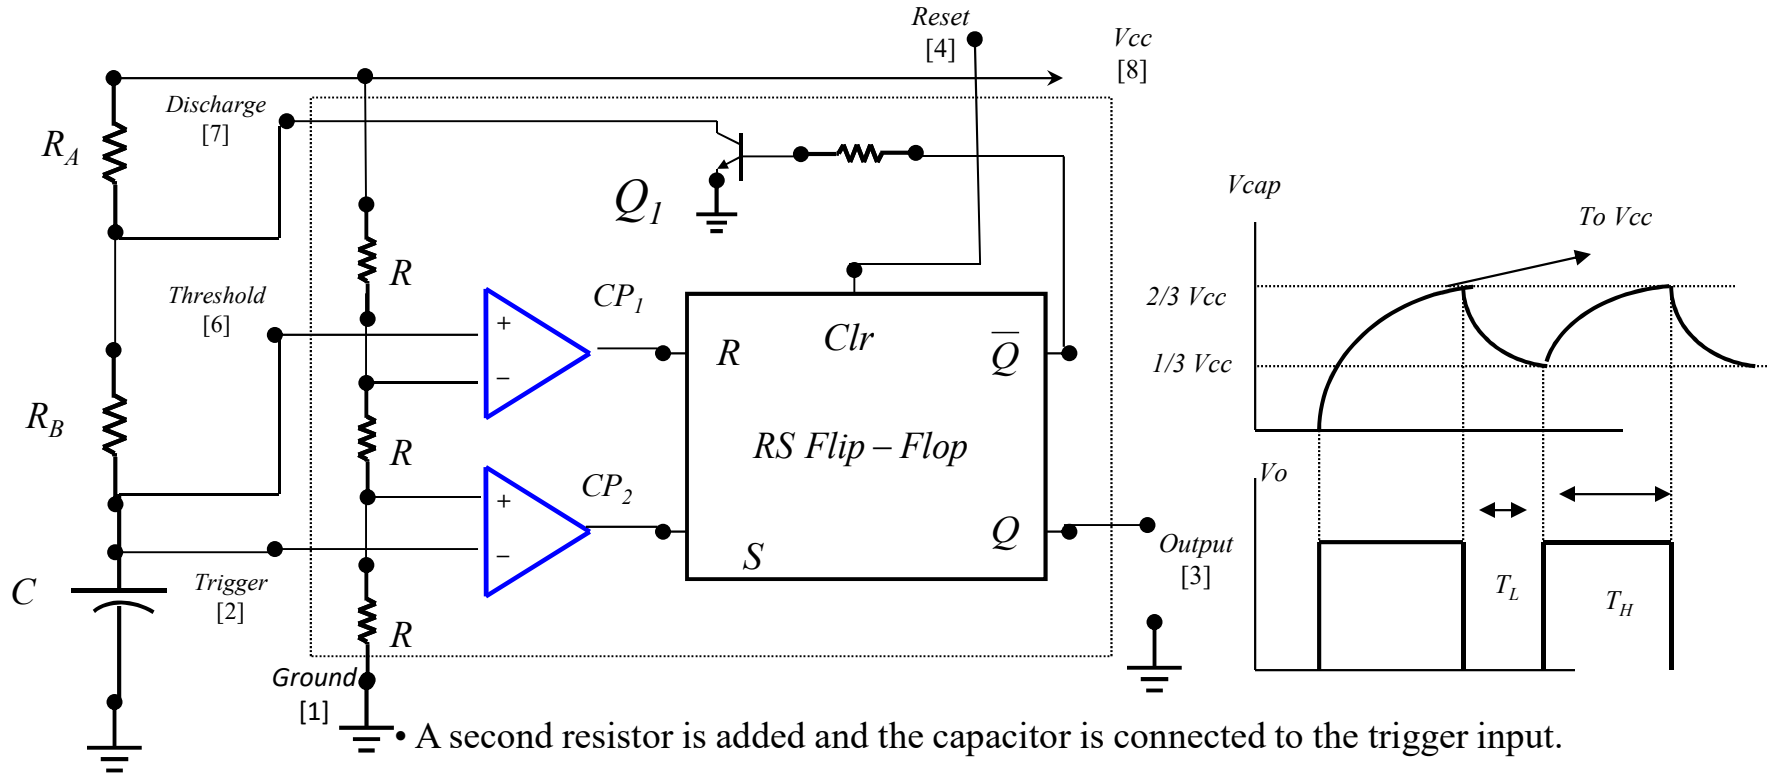 Reset
[4]
Vcc
[8]
Discharge
[7]
R_A
Q_1
Vcap
To Vcc
R
Threshold
[6]
CP_1
+
−
R
Clr
Q̅
2/3 Vcc
1/3 Vcc
R_B
R
RS Flip – Flop
CP_2
+
−
S
Q
Vo
Output
[3]
C
Trigger
[2]
R
T_L
T_H
Ground
[1]
• A second resistor is added and the capacitor is connected to the trigger input.